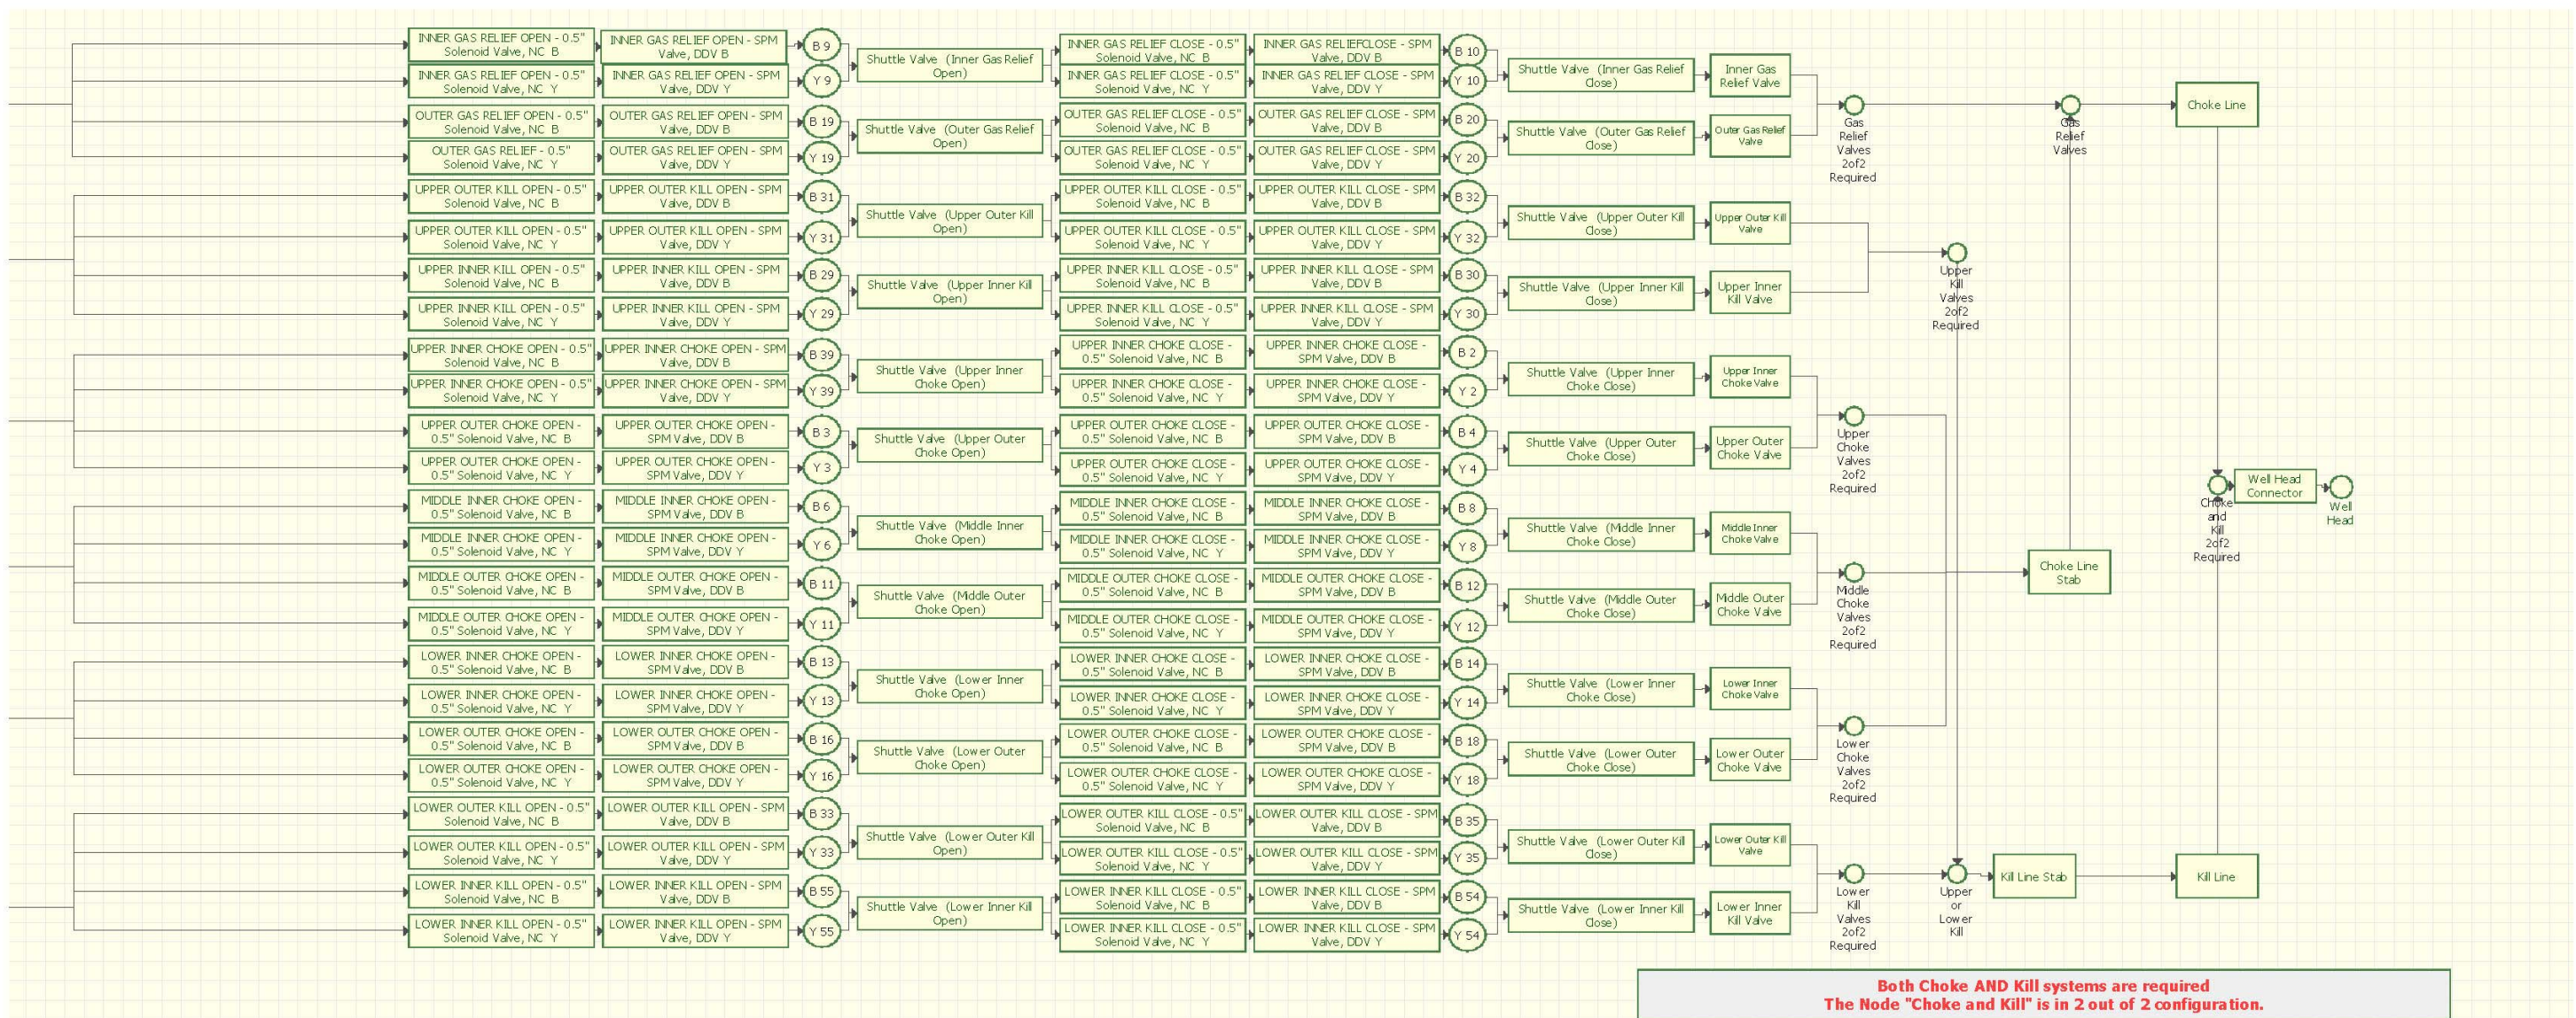 INNER GAS RELIEF OPEN - 0.5"
Solenoid Valve, NC B
INNER GAS RELIEF OPEN - SPM
Valve, DDV B
B 9
INNER GAS RELIEF OPEN - 0.5"
Solenoid Valve, NC Y
INNER GAS RELIEF OPEN - SPM
Valve, DDV Y
Y 9
Shuttle Valve (Inner Gas Relief
Open)
INNER GAS RELIEF CLOSE - 0.5"
Solenoid Valve, NC B
INNER GAS RELIEFCLOSE - SPM
Valve, DDV B
B 10
INNER GAS RELIEF CLOSE - 0.5"
Solenoid Valve, NC Y
INNER GAS RELIEF CLOSE - SPM
Valve, DDV Y
Y 10
Shuttle Valve (Inner Gas Relief
Close)
Inner Gas
Relief Valve
OUTER GAS RELIEF OPEN - 0.5"
Solenoid Valve, NC B
OUTER GAS RELIEF OPEN - SPM
Valve, DDV B
B 19
OUTER GAS RELIEF - 0.5"
Solenoid Valve, NC Y
OUTER GAS RELIEF OPEN - SPM
Valve, DDV Y
Y 19
Shuttle Valve (Outer Gas Relief
Open)
OUTER GAS RELIEF CLOSE - 0.5"
Solenoid Valve, NC B
OUTER GAS RELIEF CLOSE - SPM
Valve, DDV B
B 20
OUTER GAS RELIEF CLOSE - 0.5"
Solenoid Valve, NC Y
OUTER GAS RELIEF CLOSE - SPM
Valve, DDV Y
Y 20
Shuttle Valve (Outer Gas Relief
Close)
Outer Gas Relief
Valve
Gas
Relief
Valves
2of2
Required
Gas
Relief
Valves
Choke Line
UPPER OUTER KILL OPEN - 0.5"
Solenoid Valve, NC B
UPPER OUTER KILL OPEN - SPM
Valve, DDV B
B 31
UPPER OUTER KILL OPEN - 0.5"
Solenoid Valve, NC Y
UPPER OUTER KILL OPEN - SPM
Valve, DDV Y
Y 31
Shuttle Valve (Upper Outer Kill
Open)
UPPER OUTER KILL CLOSE - 0.5"
Solenoid Valve, NC B
UPPER OUTER KILL CLOSE - SPM
Valve, DDV B
B 32
UPPER OUTER KILL CLOSE - 0.5"
Solenoid Valve, NC Y
UPPER OUTER KILL CLOSE - SPM
Valve, DDV Y
Y 32
Shuttle Valve (Upper Outer Kill
Close)
Upper Outer Kill
Valve
UPPER INNER KILL OPEN - 0.5"
Solenoid Valve, NC B
UPPER INNER KILL OPEN - SPM
Valve, DDV B
B 29
UPPER INNER KILL OPEN - 0.5"
Solenoid Valve, NC Y
UPPER INNER KILL OPEN - SPM
Valve, DDV Y
Y 29
Shuttle Valve (Upper Inner Kill
Open)
UPPER INNER KILL CLOSE - 0.5"
Solenoid Valve, NC B
UPPER INNER KILL CLOSE - SPM
Valve, DDV B
B 30
UPPER INNER KILL CLOSE - 0.5"
Solenoid Valve, NC Y
UPPER INNER KILL CLOSE - SPM
Valve, DDV Y
Y 30
Shuttle Valve (Upper Inner Kill
Close)
Upper Inner
Kill Valve
Upper
Kill
Valves
2of2
Required
UPPER INNER CHOKE OPEN - 0.5"
Solenoid Valve, NC B
UPPER INNER CHOKE OPEN - SPM
Valve, DDV B
B 39
UPPER INNER CHOKE OPEN - 0.5"
Solenoid Valve, NC Y
UPPER INNER CHOKE OPEN - SPM
Valve, DDV Y
Y 39
Shuttle Valve (Upper Inner
Choke Open)
UPPER INNER CHOKE CLOSE -
0.5" Solenoid Valve, NC B
UPPER INNER CHOKE CLOSE -
SPM Valve, DDV B
B 2
UPPER INNER CHOKE CLOSE -
0.5" Solenoid Valve, NC Y
UPPER INNER CHOKE CLOSE -
SPM Valve, DDV Y
Y 2
Shuttle Valve (Upper Inner
Choke Close)
Upper Inner
Choke Valve
UPPER OUTER CHOKE OPEN -
0.5" Solenoid Valve, NC B
UPPER OUTER CHOKE OPEN -
SPM Valve, DDV B
B 3
UPPER OUTER CHOKE OPEN -
0.5" Solenoid Valve, NC Y
UPPER OUTER CHOKE OPEN -
SPM Valve, DDV Y
Y 3
Shuttle Valve (Upper Outer
Choke Open)
UPPER OUTER CHOKE CLOSE -
0.5" Solenoid Valve, NC B
UPPER OUTER CHOKE CLOSE -
SPM Valve, DDV B
B 4
UPPER OUTER CHOKE CLOSE -
0.5" Solenoid Valve, NC Y
UPPER OUTER CHOKE CLOSE -
SPM Valve, DDV Y
Y 4
Shuttle Valve (Upper Outer
Choke Close)
Upper Outer
Choke Valve
Upper
Choke
Valves
2of2
Required
MIDDLE INNER CHOKE OPEN -
0.5" Solenoid Valve, NC B
MIDDLE INNER CHOKE OPEN -
SPM Valve, DDV B
B 6
MIDDLE INNER CHOKE OPEN -
0.5" Solenoid Valve, NC Y
MIDDLE INNER CHOKE OPEN -
SPM Valve, DDV Y
Y 6
Shuttle Valve (Middle Inner
Choke Open)
MIDDLE INNER CHOKE CLOSE -
0.5" Solenoid Valve, NC B
MIDDLE INNER CHOKE CLOSE -
SPM Valve, DDV B
B 8
MIDDLE INNER CHOKE CLOSE -
0.5" Solenoid Valve, NC Y
MIDDLE INNER CHOKE CLOSE -
SPM Valve, DDV Y
Y 8
Shuttle Valve (Middle Inner
Choke Close)
Middle Inner
Choke Valve
MIDDLE OUTER CHOKE OPEN -
0.5" Solenoid Valve, NC B
MIDDLE OUTER CHOKE OPEN -
SPM Valve, DDV B
B 11
MIDDLE OUTER CHOKE OPEN -
0.5" Solenoid Valve, NC Y
MIDDLE OUTER CHOKE OPEN -
SPM Valve, DDV Y
Y 11
Shuttle Valve (Middle Outer
Choke Open)
MIDDLE OUTER CHOKE CLOSE -
0.5" Solenoid Valve, NC B
MIDDLE OUTER CHOKE CLOSE -
SPM Valve, DDV B
B 12
MIDDLE OUTER CHOKE CLOSE -
0.5" Solenoid Valve, NC Y
MIDDLE OUTER CHOKE CLOSE -
SPM Valve, DDV Y
Y 12
Shuttle Valve (Middle Outer
Choke Close)
Middle Outer
Choke Valve
Middle
Choke
Valves
2of2
Required
Choke Line
Stab
Choke
and
Kill
2of2
Required
Well Head
Connector
Well
Head
LOWER INNER CHOKE OPEN -
0.5" Solenoid Valve, NC B
LOWER INNER CHOKE OPEN -
SPM Valve, DDV B
B 13
LOWER INNER CHOKE OPEN -
0.5" Solenoid Valve, NC Y
LOWER INNER CHOKE OPEN -
SPM Valve, DDV Y
Y 13
Shuttle Valve (Lower Inner
Choke Open)
LOWER INNER CHOKE CLOSE -
0.5" Solenoid Valve, NC B
LOWER INNER CHOKE CLOSE -
SPM Valve, DDV B
B 14
LOWER INNER CHOKE CLOSE -
0.5" Solenoid Valve, NC Y
LOWER INNER CHOKE CLOSE -
SPM Valve, DDV Y
Y 14
Shuttle Valve (Lower Inner
Choke Close)
Lower Inner
Choke Valve
LOWER OUTER CHOKE OPEN -
0.5" Solenoid Valve, NC B
LOWER OUTER CHOKE OPEN -
SPM Valve, DDV B
B 16
LOWER OUTER CHOKE OPEN -
0.5" Solenoid Valve, NC Y
LOWER OUTER CHOKE OPEN -
SPM Valve, DDV Y
Y 16
Shuttle Valve (Lower Outer
Choke Open)
LOWER OUTER CHOKE CLOSE -
0.5" Solenoid Valve, NC B
LOWER OUTER CHOKE CLOSE -
SPM Valve, DDV B
B 18
LOWER OUTER CHOKE CLOSE -
0.5" Solenoid Valve, NC Y
LOWER OUTER CHOKE CLOSE -
SPM Valve, DDV Y
Y 18
Shuttle Valve (Lower Outer
Choke Close)
Lower Outer
Choke Valve
Lower
Choke
Valves
2of2
Required
LOWER OUTER KILL OPEN - 0.5"
Solenoid Valve, NC B
LOWER OUTER KILL OPEN - SPM
Valve, DDV B
B 33
LOWER OUTER KILL OPEN - 0.5"
Solenoid Valve, NC Y
LOWER OUTER KILL OPEN - SPM
Valve, DDV Y
Y 33
Shuttle Valve (Lower Outer Kill
Open)
LOWER OUTER KILL CLOSE - 0.5"
Solenoid Valve, NC B
LOWER OUTER KILL CLOSE - SPM
Valve, DDV B
B 35
LOWER OUTER KILL CLOSE - 0.5"
Solenoid Valve, NC Y
LOWER OUTER KILL CLOSE - SPM
Valve, DDV Y
Y 35
Shuttle Valve (Lower Outer Kill
Close)
Lower Outer Kill
Valve
LOWER INNER KILL OPEN - 0.5"
Solenoid Valve, NC B
LOWER INNER KILL OPEN - SPM
Valve, DDV B
B 55
LOWER INNER KILL OPEN - 0.5"
Solenoid Valve, NC Y
LOWER INNER KILL OPEN - SPM
Valve, DDV Y
Y 55
Shuttle Valve (Lower Inner Kill
Open)
LOWER INNER KILL CLOSE - 0.5"
Solenoid Valve, NC B
LOWER INNER KILL CLOSE - SPM
Valve, DDV B
B 54
LOWER INNER KILL CLOSE - 0.5"
Solenoid Valve, NC Y
LOWER INNER KILL CLOSE - SPM
Valve, DDV Y
Y 54
Shuttle Valve (Lower Inner Kill
Close)
Lower Inner
Kill Valve
Lower
Kill
Valves
2of2
Required
Upper
or
Lower
Kill
Kill Line Stab
Kill Line
Both Choke AND Kill systems are required
The Node "Choke and Kill" is in 2 out of 2 configuration.